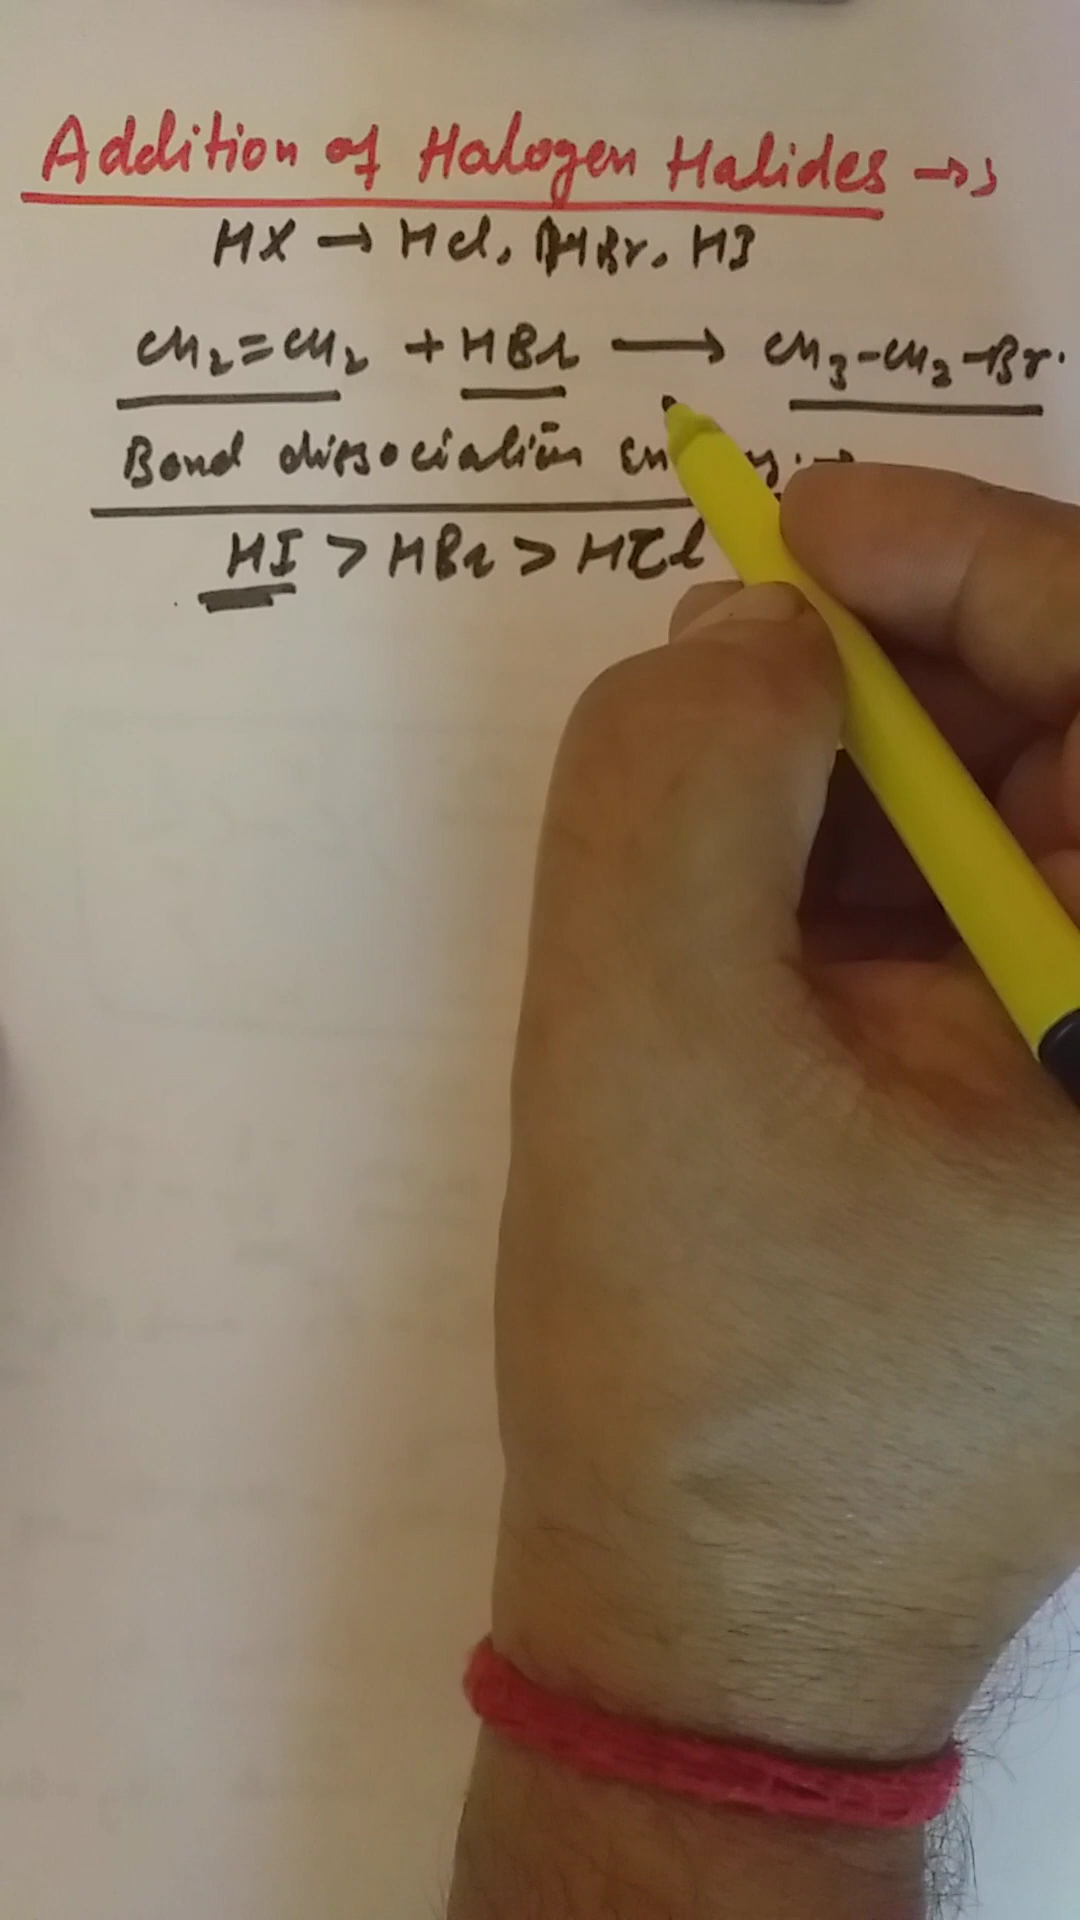 Addition of Halogen Halides →
HX → HCl, HBr, HI
CH2=CH2 + HBr → CH3-CH2-Br.
Bond dissociation →
HI > HBr > HCl